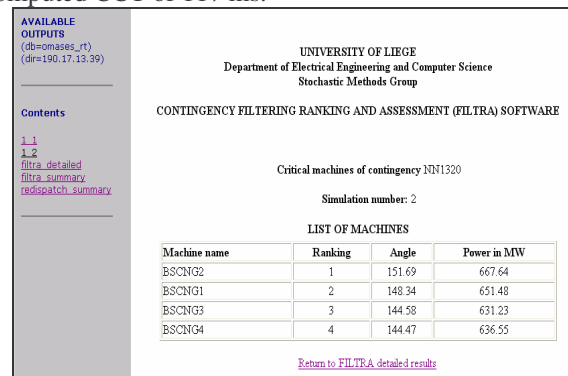 AVAILABLE
OUTPUTS
(db=omases_rt)
(dir=190.17.13.39)
Contents
1_1
1_2
filtra_detailed
filtra_summary
redispatch_summary
UNIVERSITY OF LIEGE
Department of Electrical Engineering and Computer Science
Stochastic Methods Group
CONTINGENCY FILTERING RANKING AND ASSESSMENT (FILTRA) SOFTWARE
Critical machines of contingency NN1320
Simulation number: 2
LIST OF MACHINES
Machine name Ranking Angle Power in MW
BSCNG2 1 151.69 667.64
BSCNG1 2 148.34 651.48
BSCNG3 3 144.58 631.23
BSCNG4 4 144.47 636.55
Return to FILTRA detailed results